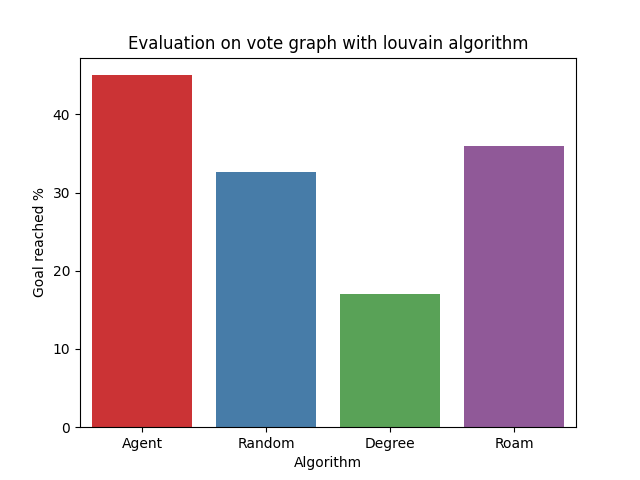 Evaluation on vote graph with louvain algorithm
Goal reached %
40
30
20
10
0
Agent Random Degree Roam
Algorithm